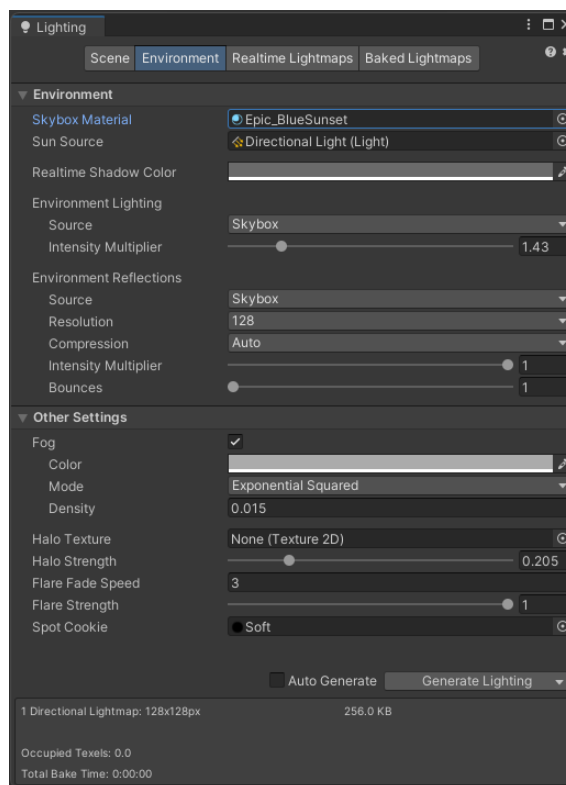 Lighting
Scene Environment Realtime Lightmaps Baked Lightmaps
Environment
Skybox Material Epic_BlueSunset
Sun Source Directional Light (Light)
Realtime Shadow Color
Environment Lighting
Source Skybox
Intensity Multiplier 1.43
Environment Reflections
Source Skybox
Resolution 128
Compression Auto
Intensity Multiplier 1
Bounces 1
Other Settings
Fog
Color
Mode Exponential Squared
Density 0.015
Halo Texture None (Texture 2D)
Halo Strength 0.205
Flare Fade Speed 3
Flare Strength 1
Spot Cookie Soft
Auto Generate Generate Lighting
1 Directional Lightmap: 128x128px 256.0 KB
Occupied Texels: 0.0
Total Bake Time: 0:00:00